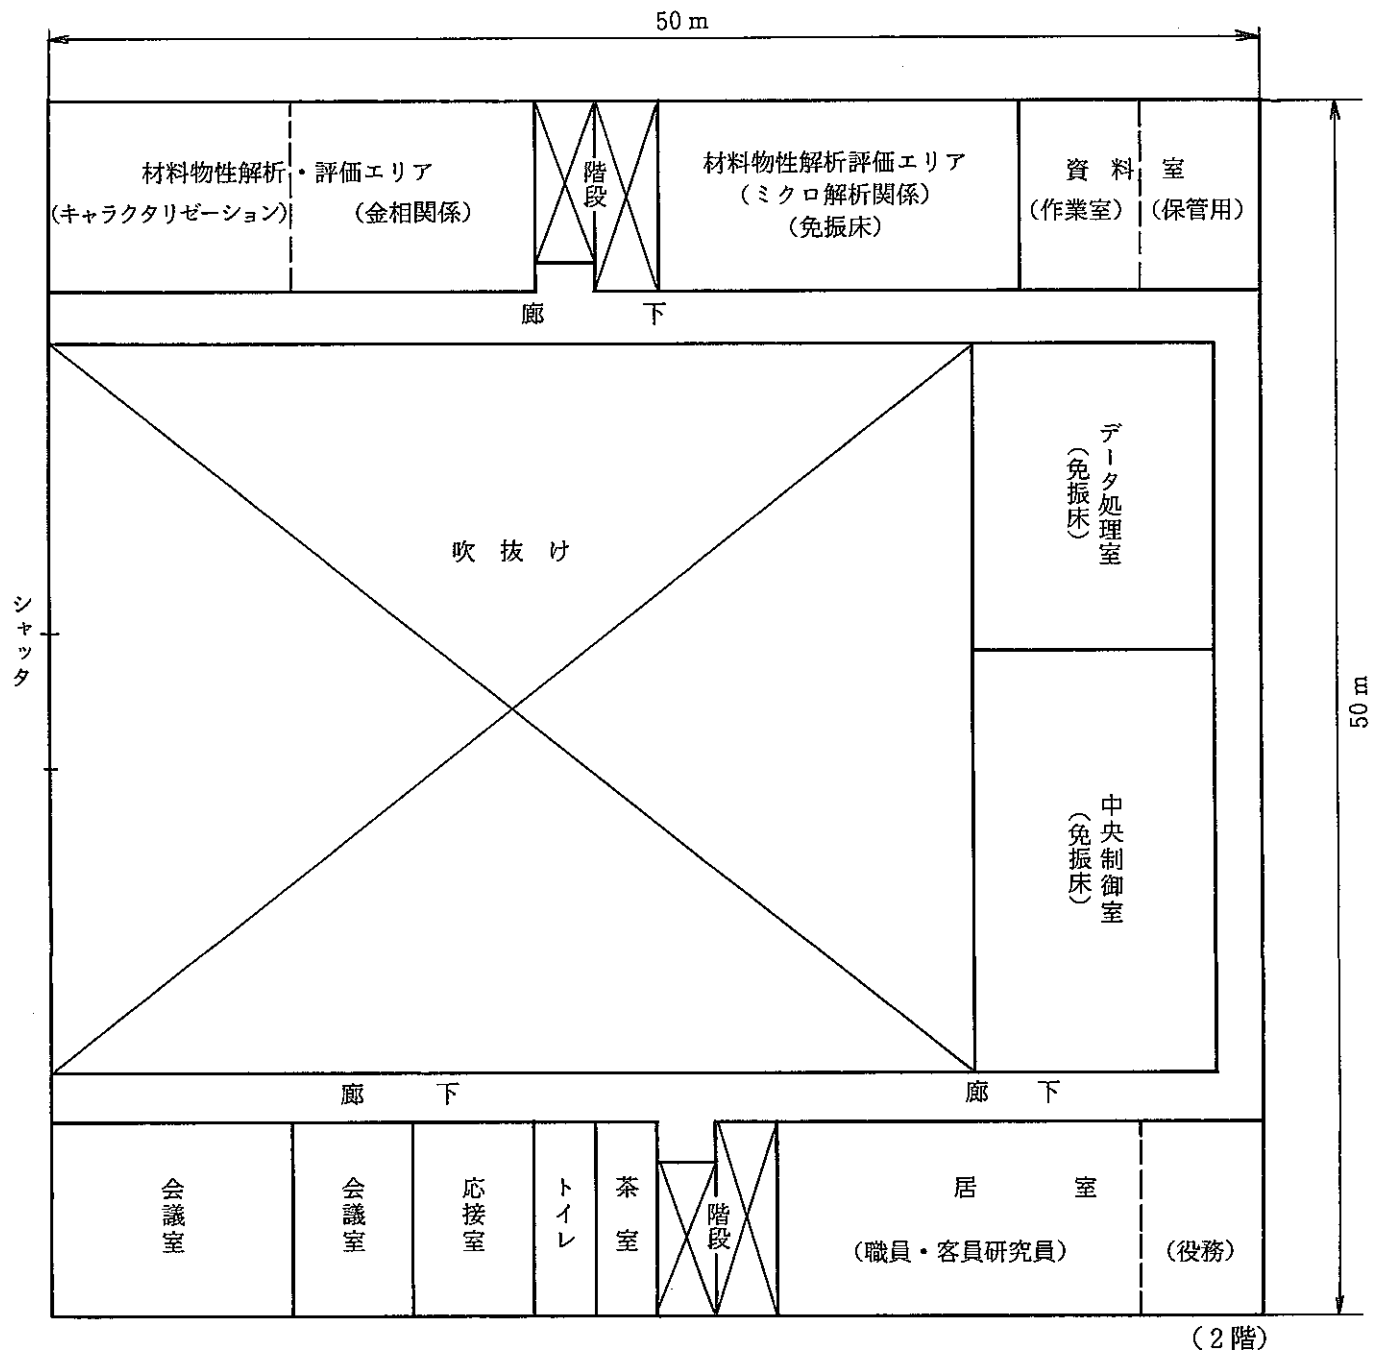 50 m
材料物性解析・評価エリア
(キャラクタリゼーション)
(金相関係)
階段
材料物性解析評価エリア
(ミクロ解析関係)
(免振床)
資料室
(作業室)
(保管用)
廊下
吹抜け
データ処理室
(免振床)
シャッタ
50 m
中央制御室
(免振床)
廊下
廊下
会議室
会議室
応接室
トイレ
茶室
階段
居室
(職員・客員研究員)
(役務)
(2階)